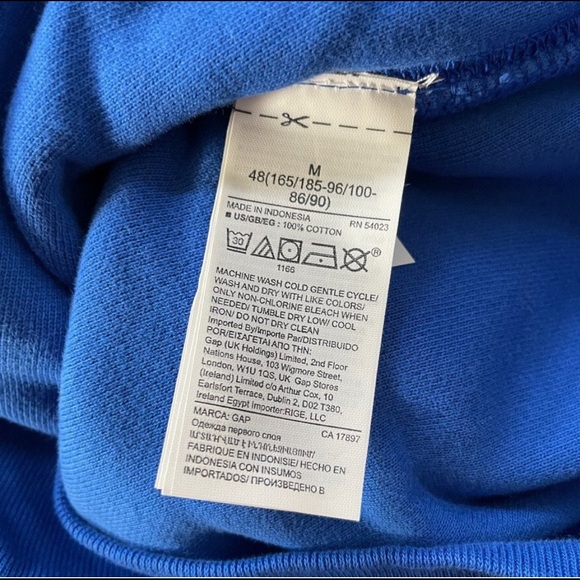 M
48(165/185-96/100-
86/90)
MADE IN INDONESIA RN 54023
■ US/GB/EG : 100% COTTON
30 ®
1166
MACHINE WASH COLD GENTLE CYCLE/
WASH AND DRY WITH LIKE COLORS/
ONLY NON-CHLORINE BLEACH WHEN
NEEDED/ TUMBLE DRY LOW/ COOL
IRON/ DO NOT DRY CLEAN
Imported By/Importe Par/DISTRIBUIDO
POR/ΕΙΣΑΓΕΤΑΙ ΑΠΟ ΤΗΝ:
Gap (UK Holdings) Limited, 2nd Floor
Nations House, 103 Wigmore Street,
London, W1U 1QS, UK Gap Stores
(Ireland) Limited c/o Arthur Cox, 10
Earlsfort Terrace, Dublin 2, D02 T380,
Ireland Egypt Importer:RIGE, LLC
MARCA: GAP CA 17897
Одежда первого слоя
FABRIQUE EN INDONISIE/ HECHO EN
INDONESIA CON INSUMOS
IMPORTADOS/ ПРОИЗВЕДЕНО В